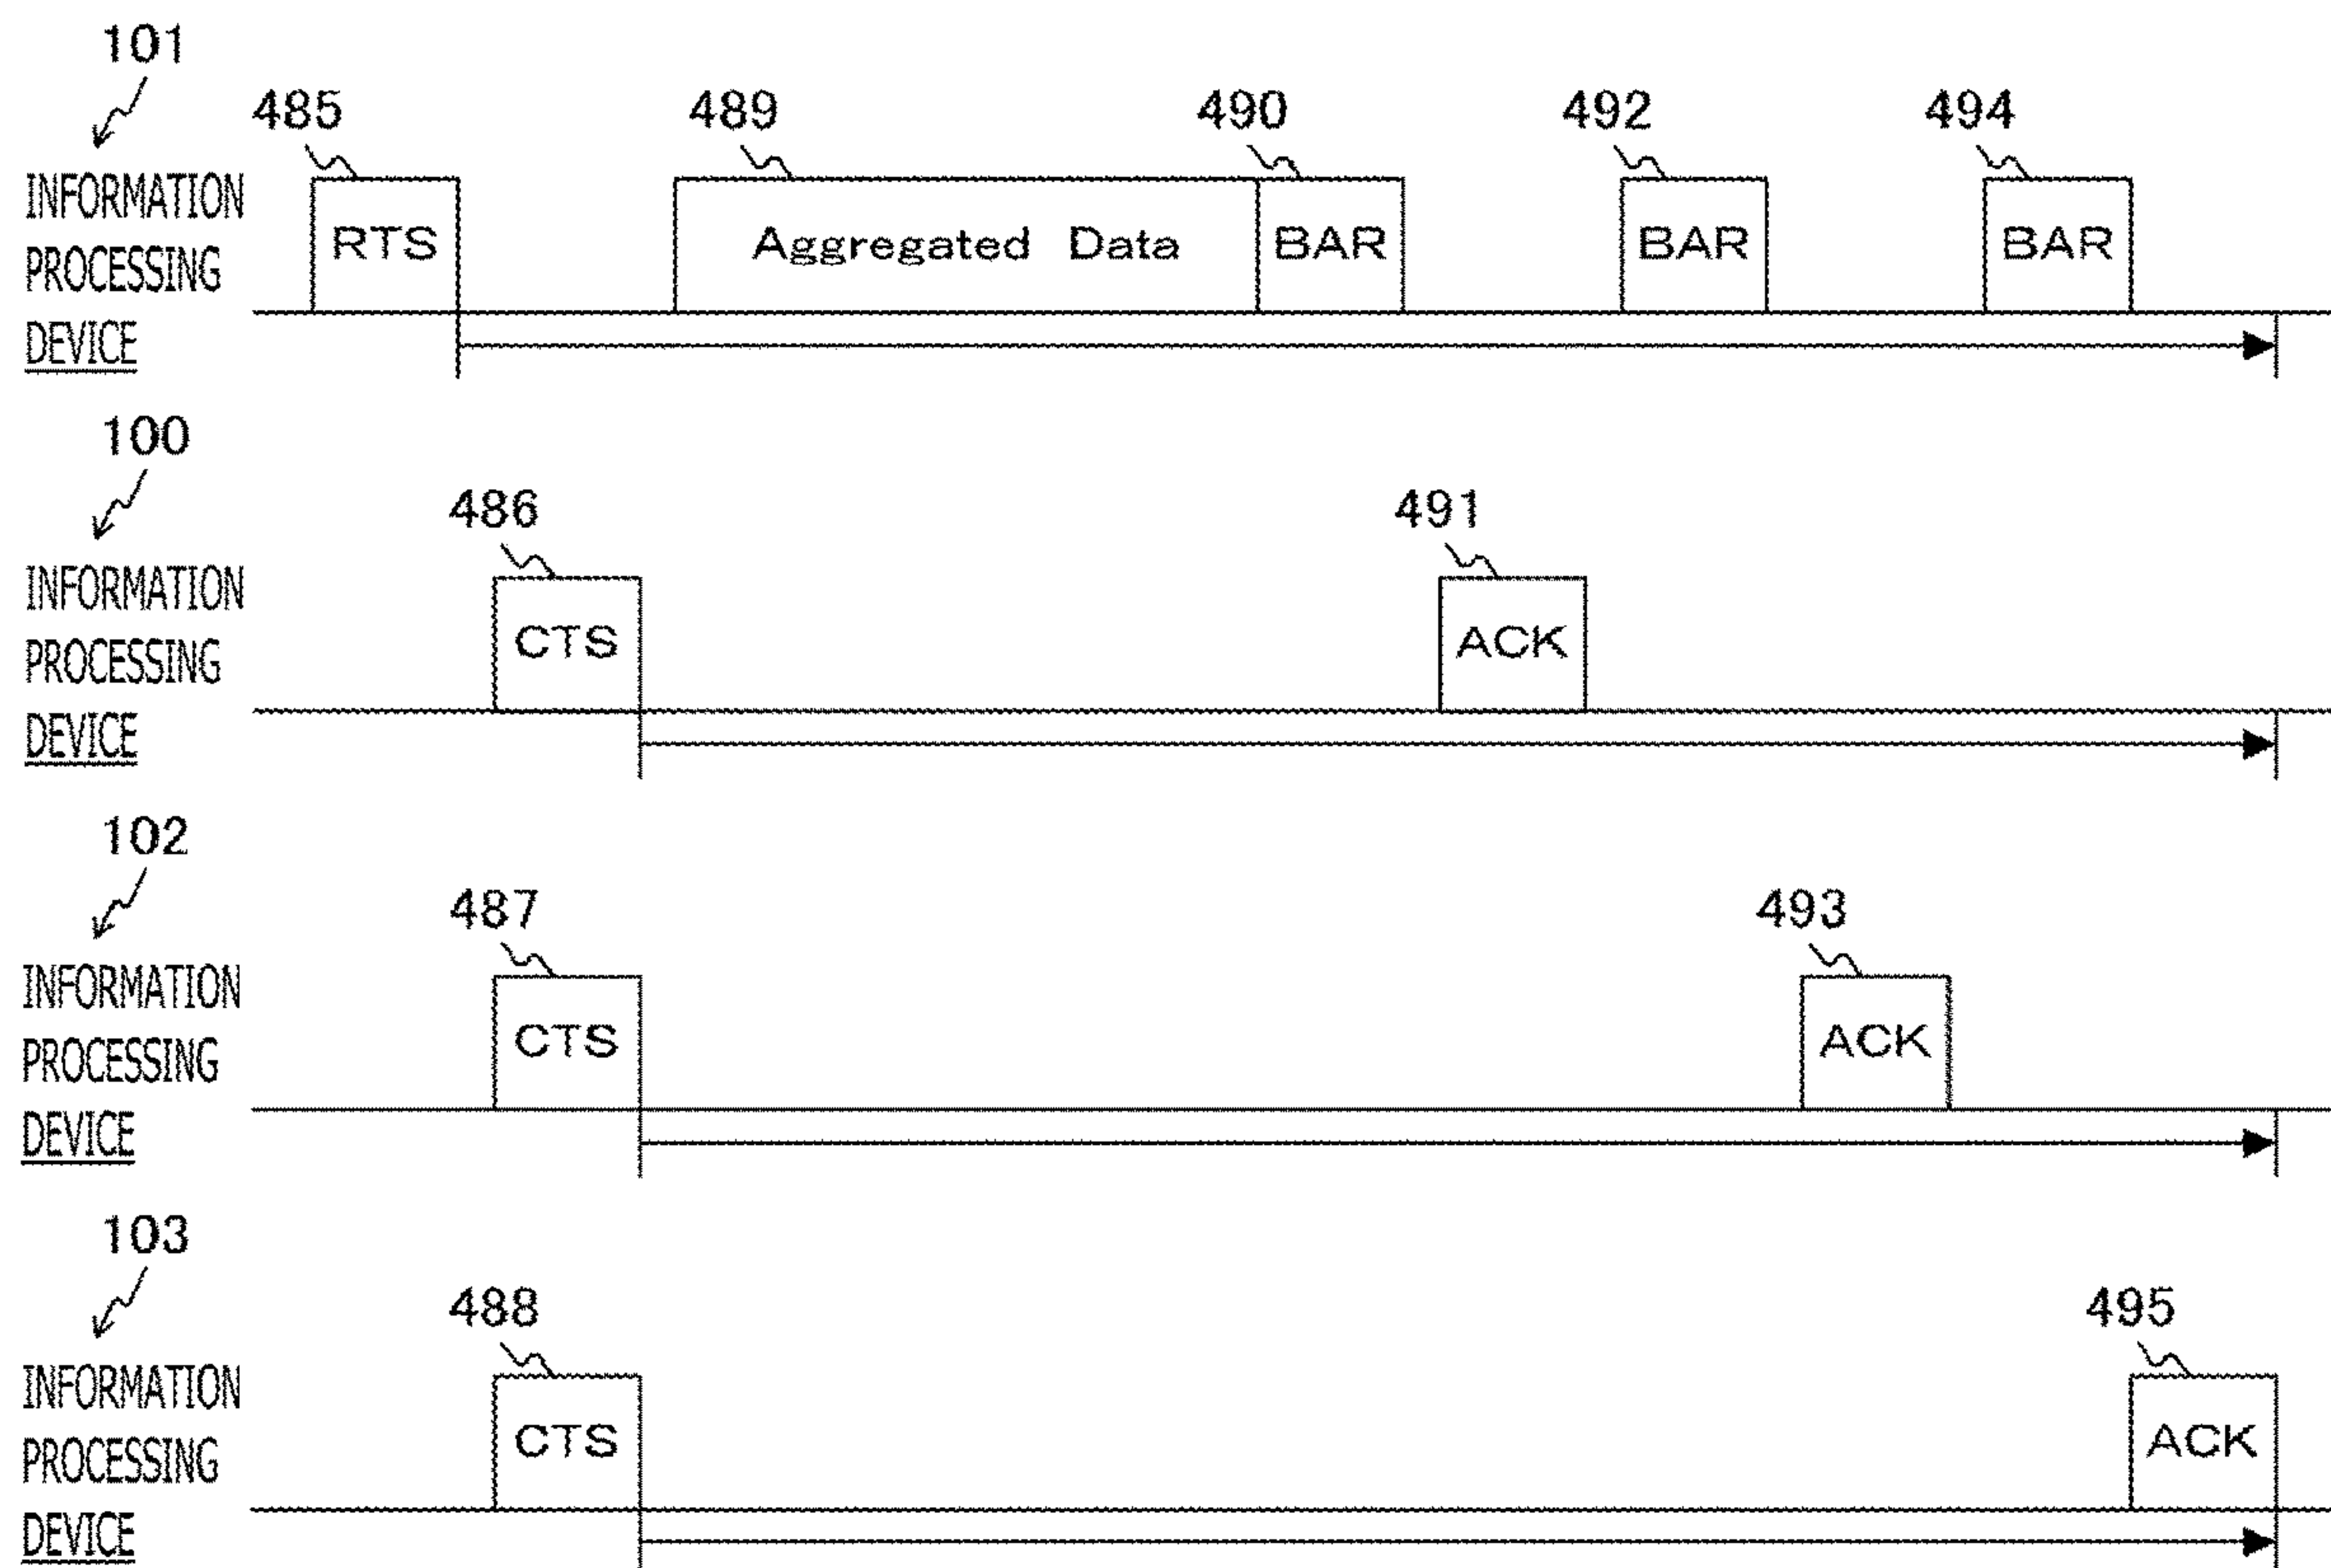 101
485 489 490 492 494
INFORMATION
PROCESSING
DEVICE
RTS Aggregated Data BAR BAR BAR
100
486 491
INFORMATION
PROCESSING
DEVICE
CTS ACK
102
487 493
INFORMATION
PROCESSING
DEVICE
CTS ACK
103
488 495
INFORMATION
PROCESSING
DEVICE
CTS ACK